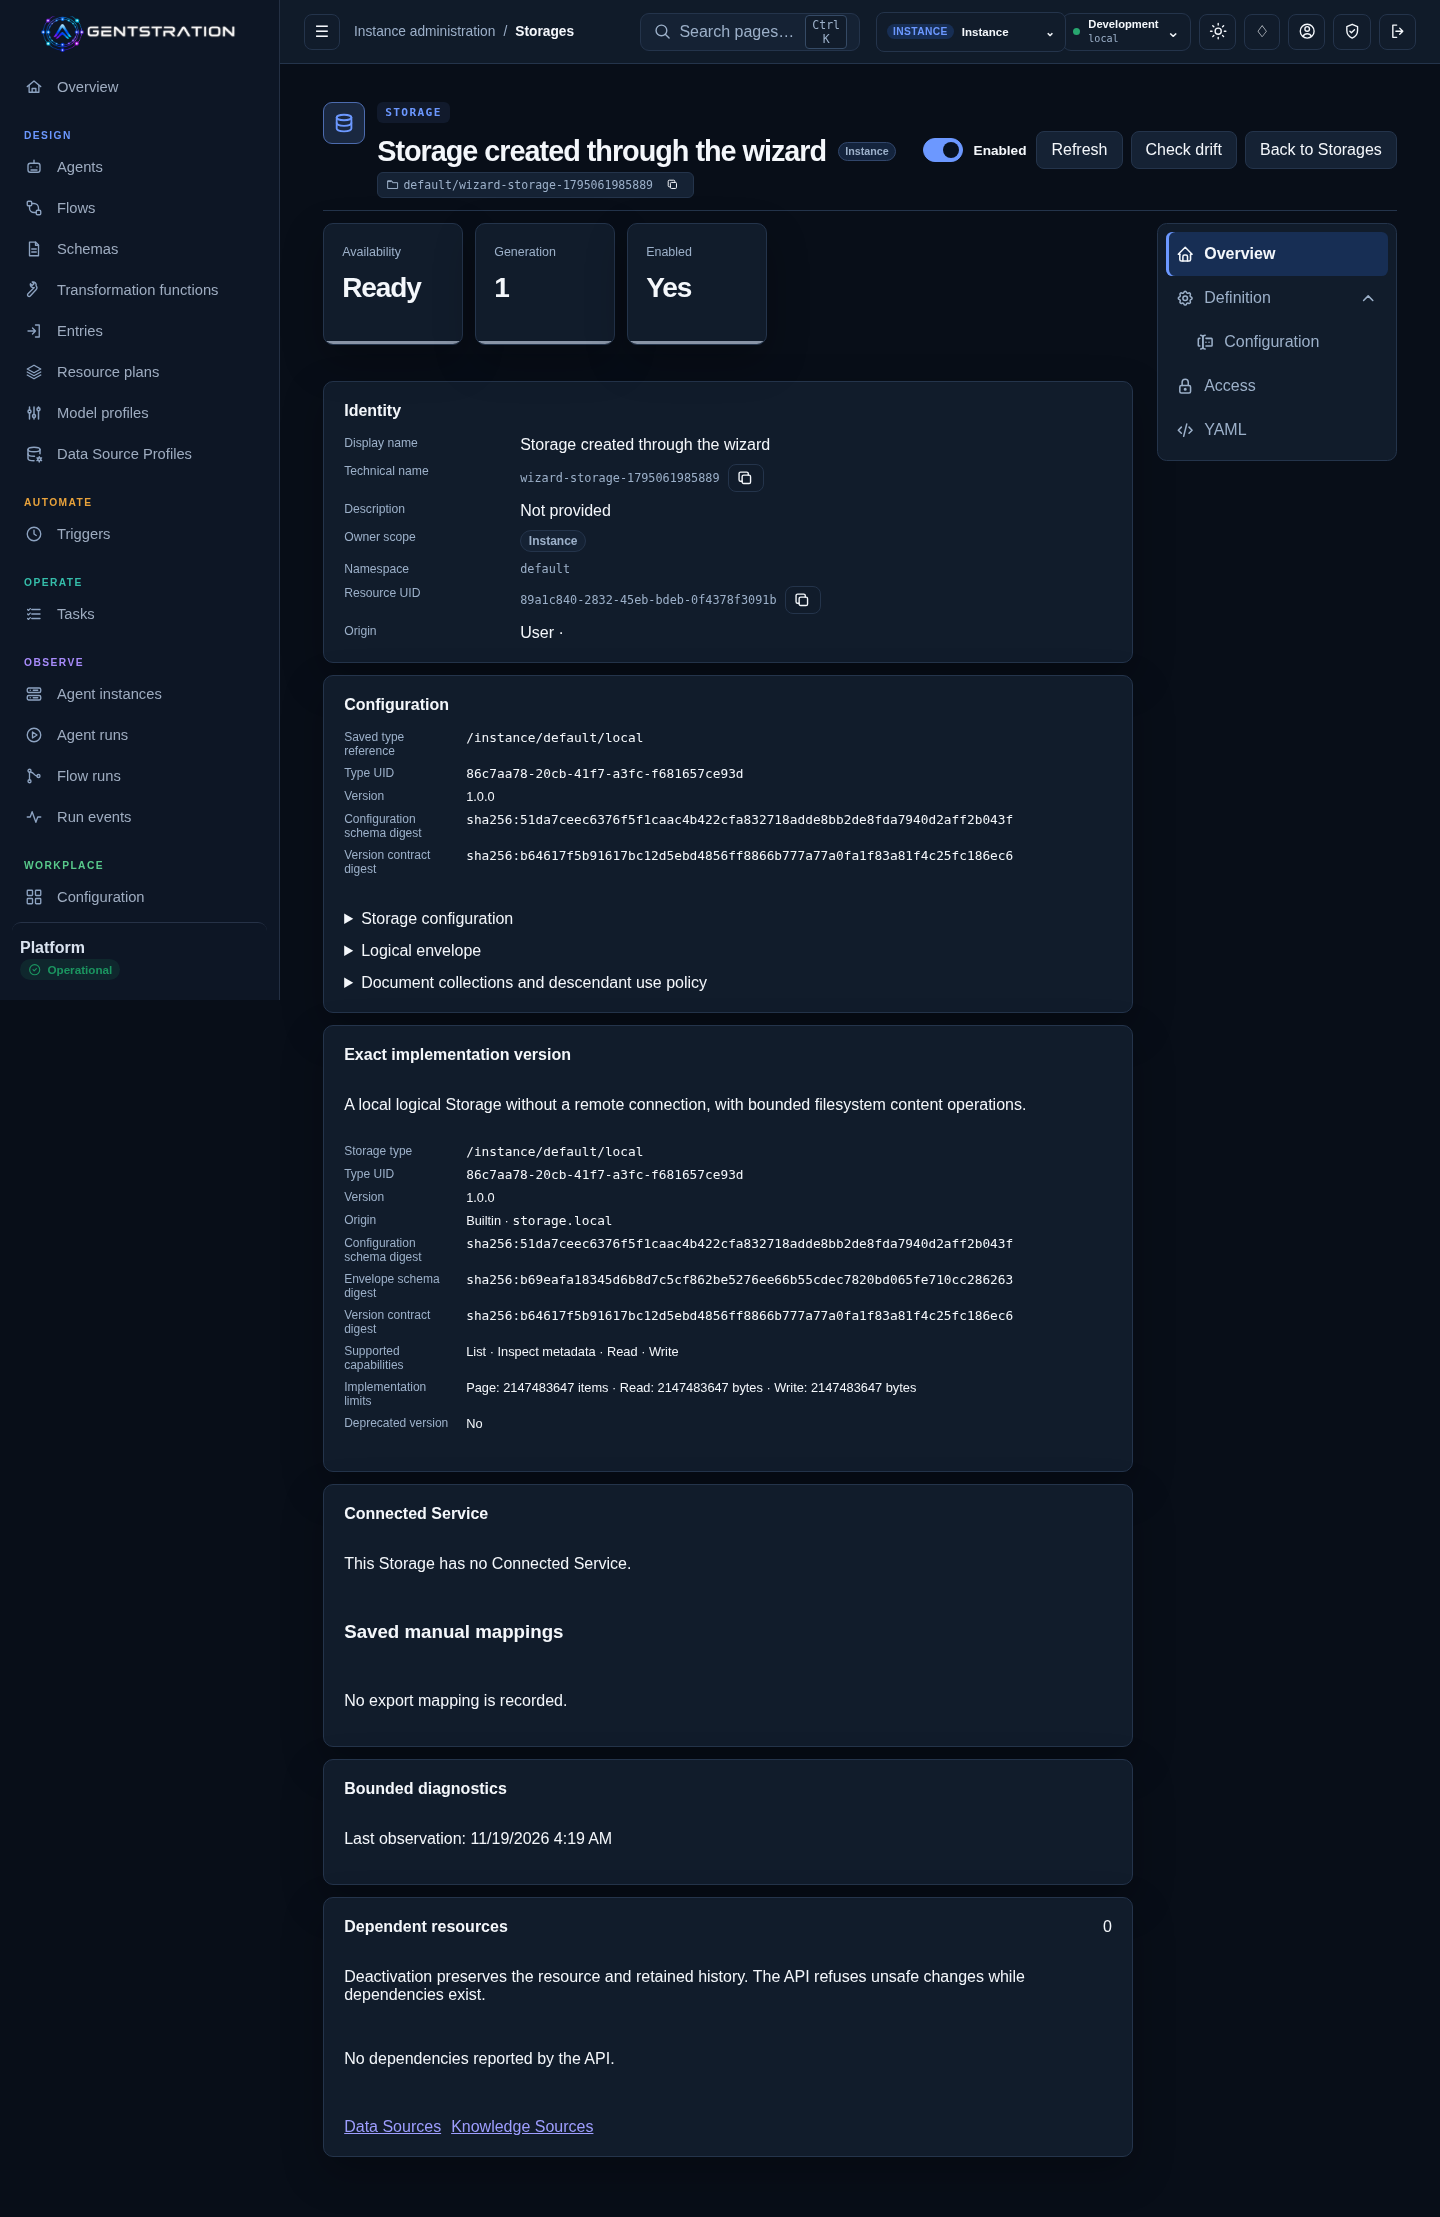 GENTSTRATION
Overview
DESIGN
Agents
Flows
Schemas
Transformation functions
Entries
Resource plans
Model profiles
Data Source Profiles
AUTOMATE
Triggers
OPERATE
Tasks
OBSERVE
Agent instances
Agent runs
Flow runs
Run events
WORKPLACE
Configuration
Platform
Operational
Instance administration / Storages
Search pages…
Ctrl
K
INSTANCE Instance
Development
local
STORAGE
Storage created through the wizard
Instance
Enabled
Refresh
Check drift
Back to Storages
default/wizard-storage-1795061985889
Availability
Ready
Generation
1
Enabled
Yes
Overview
Definition
Configuration
Access
YAML
Identity
Display name Storage created through the wizard
Technical name wizard-storage-1795061985889
Description Not provided
Owner scope Instance
Namespace default
Resource UID 89a1c840-2832-45eb-bdeb-0f4378f3091b
Origin User ·
Configuration
Saved type
reference
/instance/default/local
Type UID 86c7aa78-20cb-41f7-a3fc-f681657ce93d
Version 1.0.0
Configuration
schema digest
sha256:51da7ceec6376f5f1caac4b422cfa832718adde8bb2de8fda7940d2aff2b043f
Version contract
digest
sha256:b64617f5b91617bc12d5ebd4856ff8866b777a77a0fa1f83a81f4c25fc186ec6
Storage configuration
Logical envelope
Document collections and descendant use policy
Exact implementation version
A local logical Storage without a remote connection, with bounded filesystem content operations.
Storage type /instance/default/local
Type UID 86c7aa78-20cb-41f7-a3fc-f681657ce93d
Version 1.0.0
Origin Builtin · storage.local
Configuration
schema digest
sha256:51da7ceec6376f5f1caac4b422cfa832718adde8bb2de8fda7940d2aff2b043f
Envelope schema
digest
sha256:b69eafa18345d6b8d7c5cf862be5276ee66b55cdec7820bd065fe710cc286263
Version contract
digest
sha256:b64617f5b91617bc12d5ebd4856ff8866b777a77a0fa1f83a81f4c25fc186ec6
Supported
capabilities
List · Inspect metadata · Read · Write
Implementation
limits
Page: 2147483647 items · Read: 2147483647 bytes · Write: 2147483647 bytes
Deprecated version No
Connected Service
This Storage has no Connected Service.
Saved manual mappings
No export mapping is recorded.
Bounded diagnostics
Last observation: 11/19/2026 4:19 AM
Dependent resources 0
Deactivation preserves the resource and retained history. The API refuses unsafe changes while
dependencies exist.
No dependencies reported by the API.
Data Sources Knowledge Sources